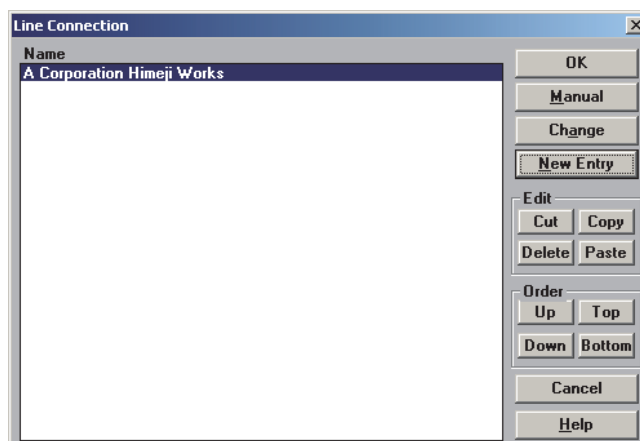 Line Connection
Name
A Corporation Himeji Works
OK
Manual
Change
New Entry
Edit
Cut Copy
Delete Paste
Order
Up Top
Down Bottom
Cancel
Help